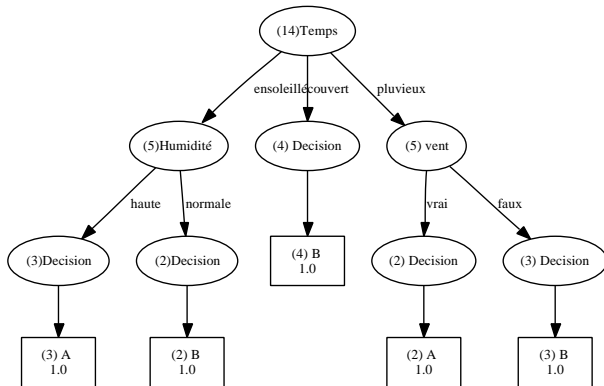 (14)Temps
ensoleillé
couvert
pluvieux
(5)Humidité
(4) Decision
(5) vent
haute
normale
vrai
faux
(3)Decision
(2)Decision
(4) B
1.0
(2) Decision
(3) Decision
(3) A
1.0
(2) B
1.0
(2) A
1.0
(3) B
1.0